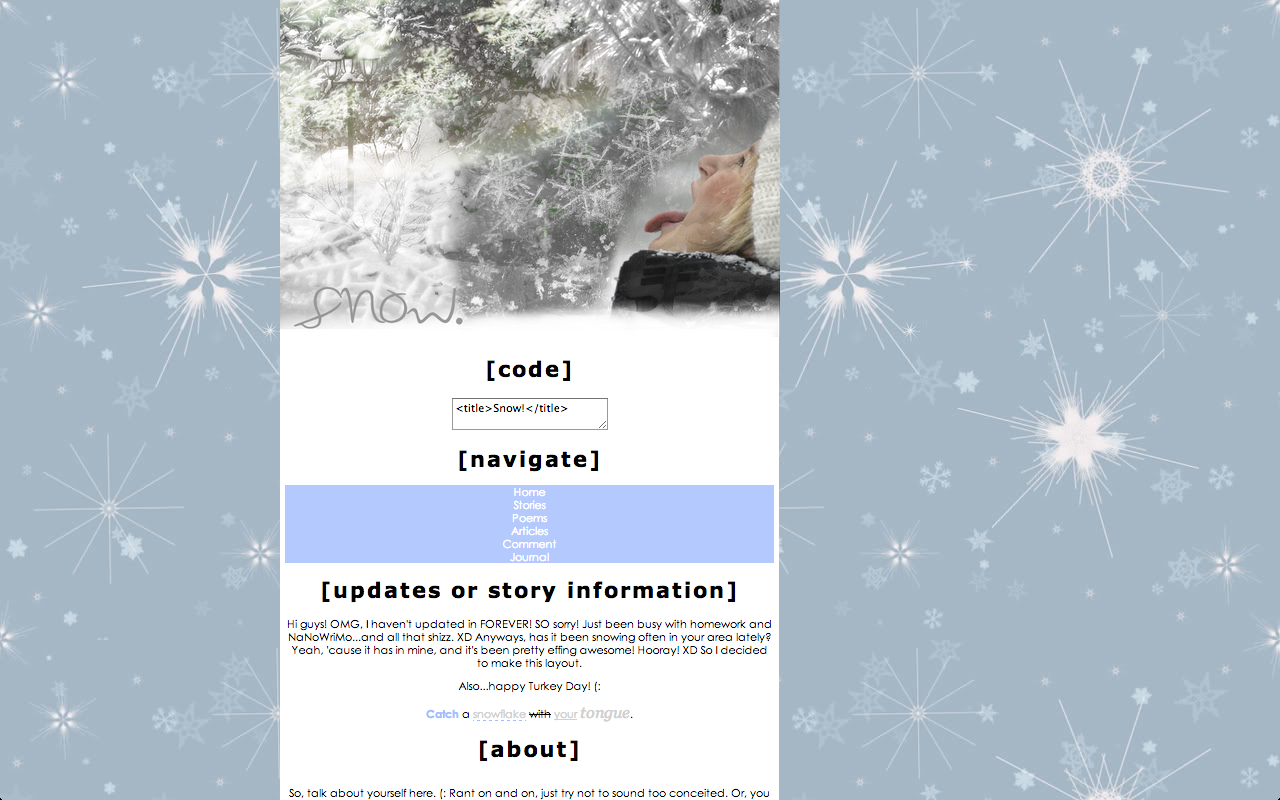 snow.
[code]
<title>Snow!</title>
[navigate]
Home
Stories
Poems
Articles
Comment
Journal
[updates or story information]
Hi guys! OMG, I haven't updated in FOREVER! SO sorry! Just been busy with homework and
NaNoWriMo...and all that shizz. XD Anyways, has it been snowing often in your area lately?
Yeah, 'cause it has in mine, and it's been pretty effing awesome! Hooray! XD So I decided
to make this layout.
Also...happy Turkey Day! (:
Catch a snowflake with your tongue.
[about]
So, talk about yourself here. (: Rant on and on, just try not to sound too conceited. Or, you